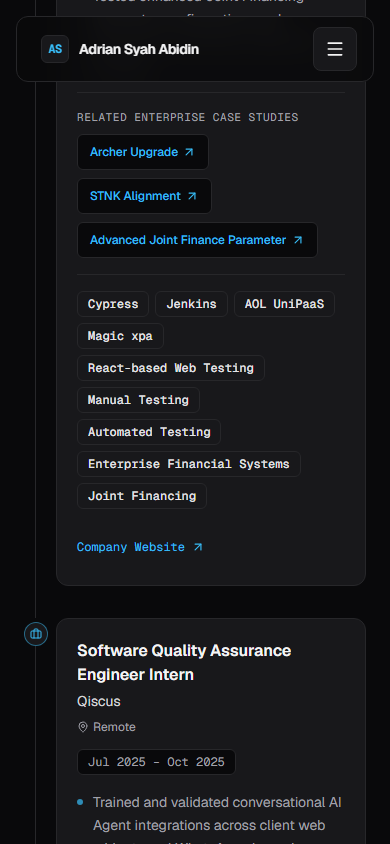 AS
Adrian Syah Abidin
RELATED ENTERPRISE CASE STUDIES
Archer Upgrade
STNK Alignment
Advanced Joint Finance Parameter
Cypress
Jenkins
AOL UniPaaS
Magic xpa
React-based Web Testing
Manual Testing
Automated Testing
Enterprise Financial Systems
Joint Financing
Company Website
Software Quality Assurance
Engineer Intern
Qiscus
Remote
Jul 2025 – Oct 2025
Trained and validated conversational AI
Agent integrations across client web